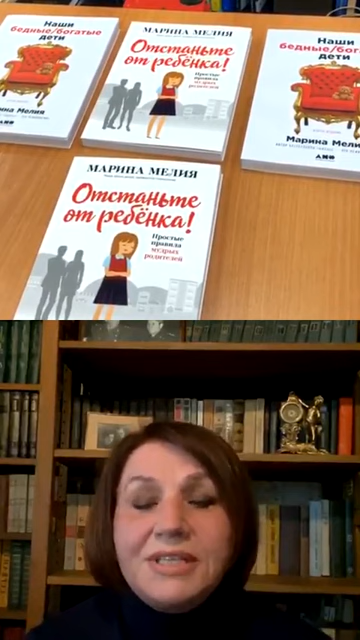 Наши
бедные/богатые
дети
Марина Мелия
МАРИНА МЕЛИЯ
Отстаньте
от ребёнка!
Простые
правила
мудрых
родителей
Наши
бедные/богатые
дети
Марина Мелия
МАРИНА МЕЛИЯ
Отстаньте
от ребёнка!
Простые
правила
мудрых
родителей